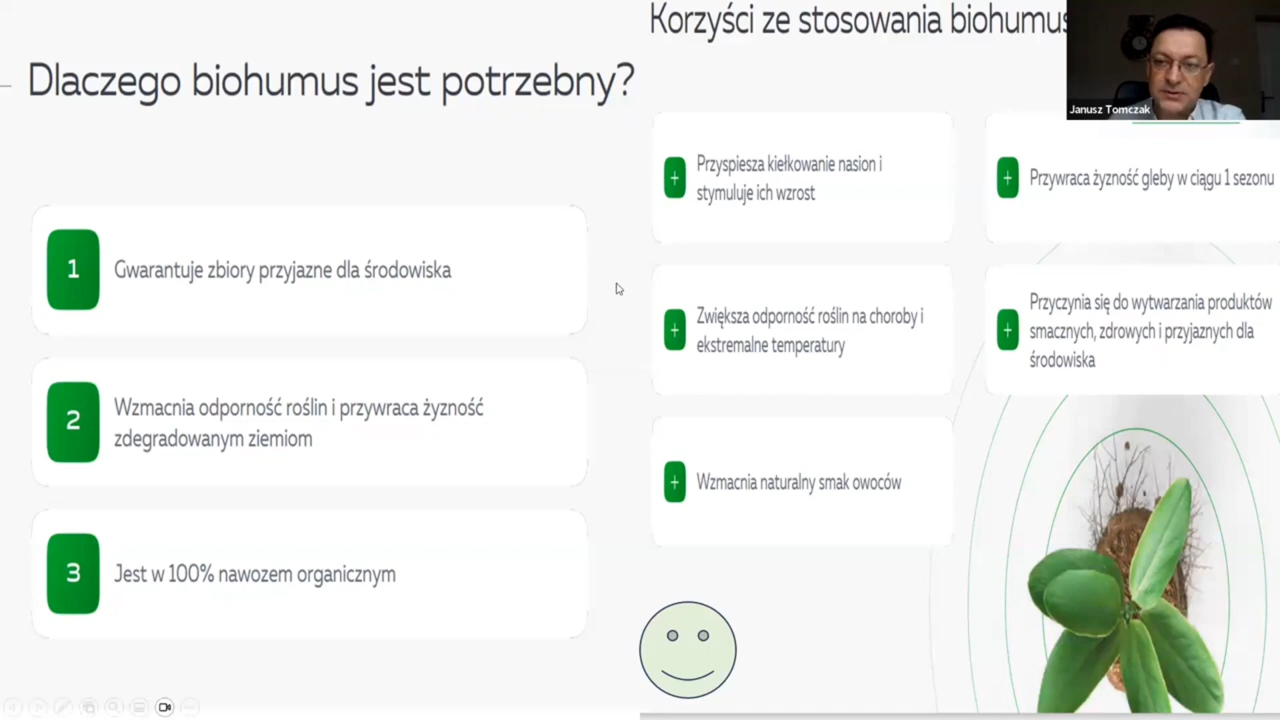 Dlaczego biohumus jest potrzebny?
1
Gwarantuje zbiory przyjazne dla środowiska
2
Wzmacnia odporność roślin i przywraca żyzność
zdegradowanym ziemiom
3
Jest w 100% nawozem organicznym
Korzyści ze stosowania biohumus
Janusz Tomczak
+
Przyspiesza kiełkowanie nasion i
stymuluje ich wzrost
+
Przywraca żyzność gleby w ciągu 1 sezonu
+
Zwiększa odporność roślin na choroby i
ekstremalne temperatury
+
Przyczynia się do wytwarzania produktów
smacznych, zdrowych i przyjaznych dla
środowiska
+
Wzmacnia naturalny smak owoców